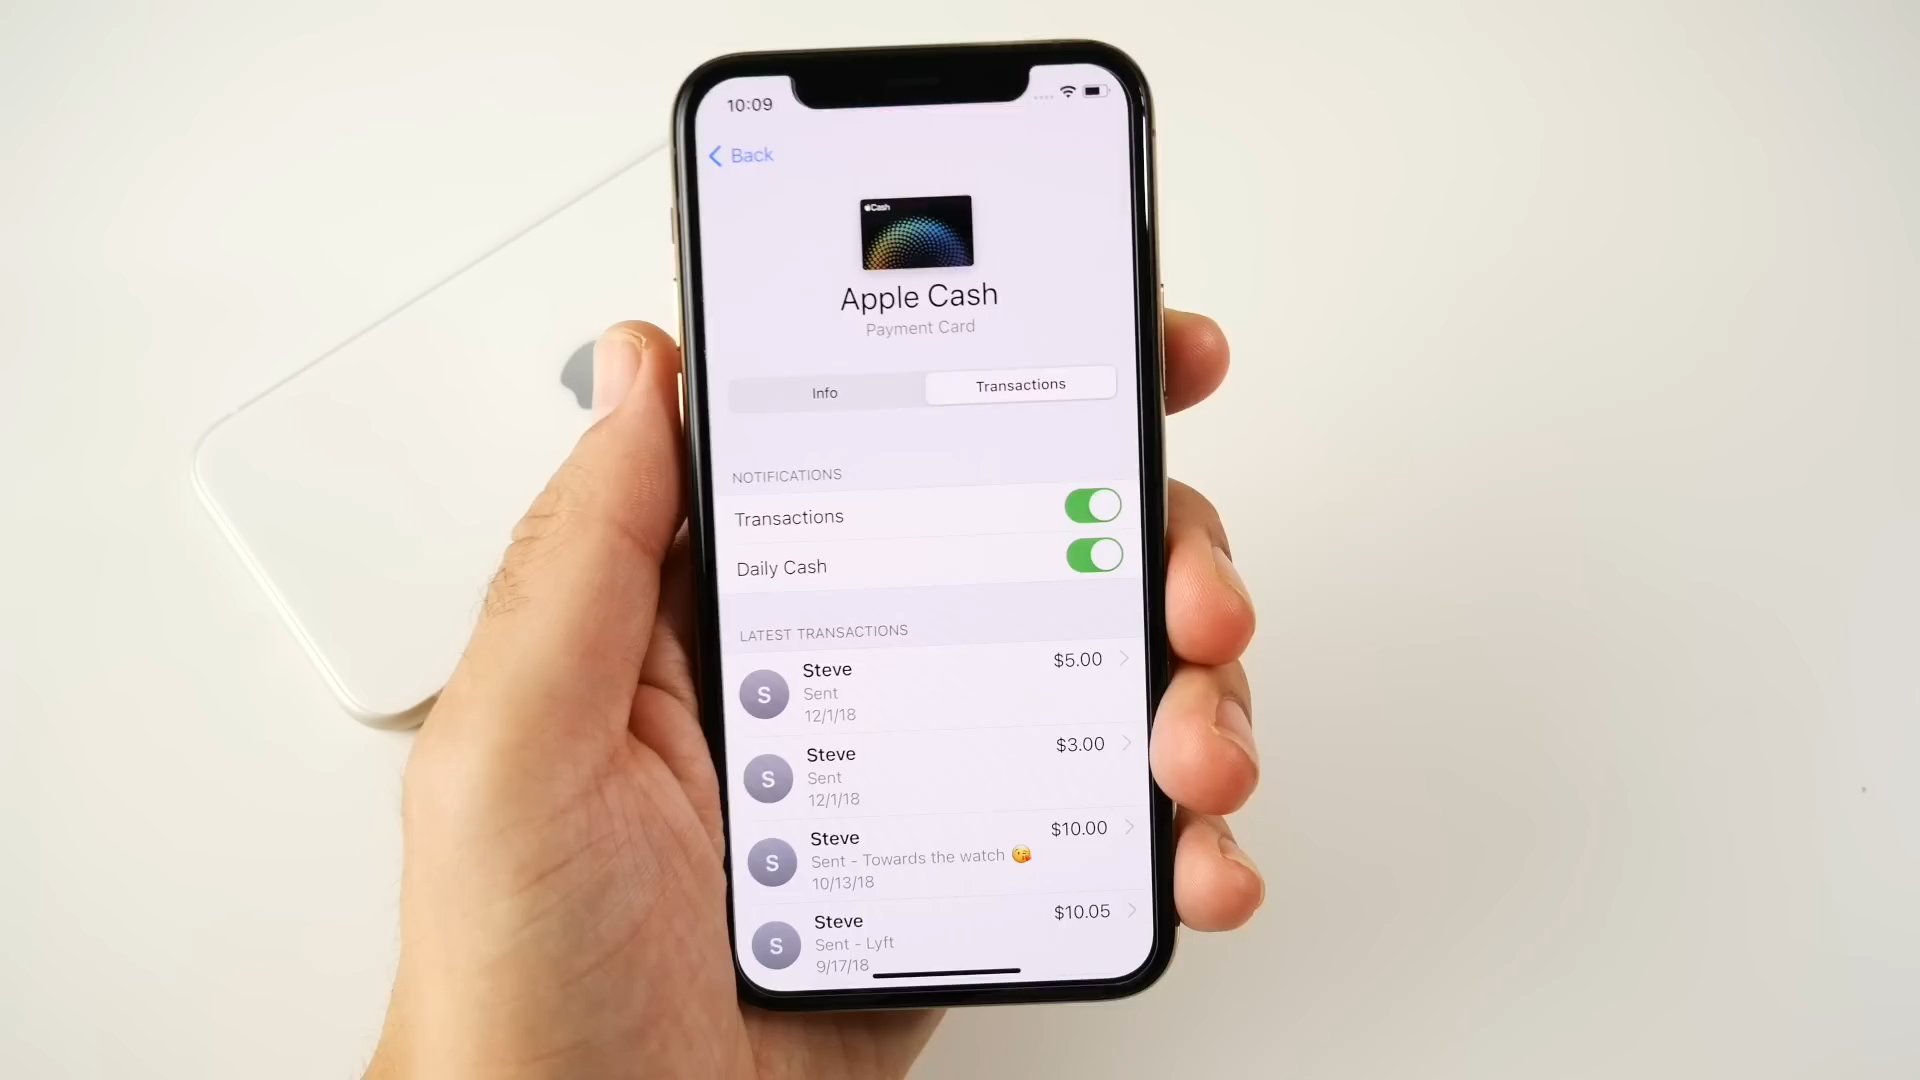 10:09
Back
Cash
Apple Cash
Payment Card
Info
Transactions
NOTIFICATIONS
Transactions
Daily Cash
LATEST TRANSACTIONS
Steve
$5.00
S
Sent
12/1/18
Steve
$3.00
S
Sent
12/1/18
Steve
$10.00
S
Sent - Towards the watch 😘
10/13/18
Steve
$10.05
S
Sent - Lyft
9/17/18